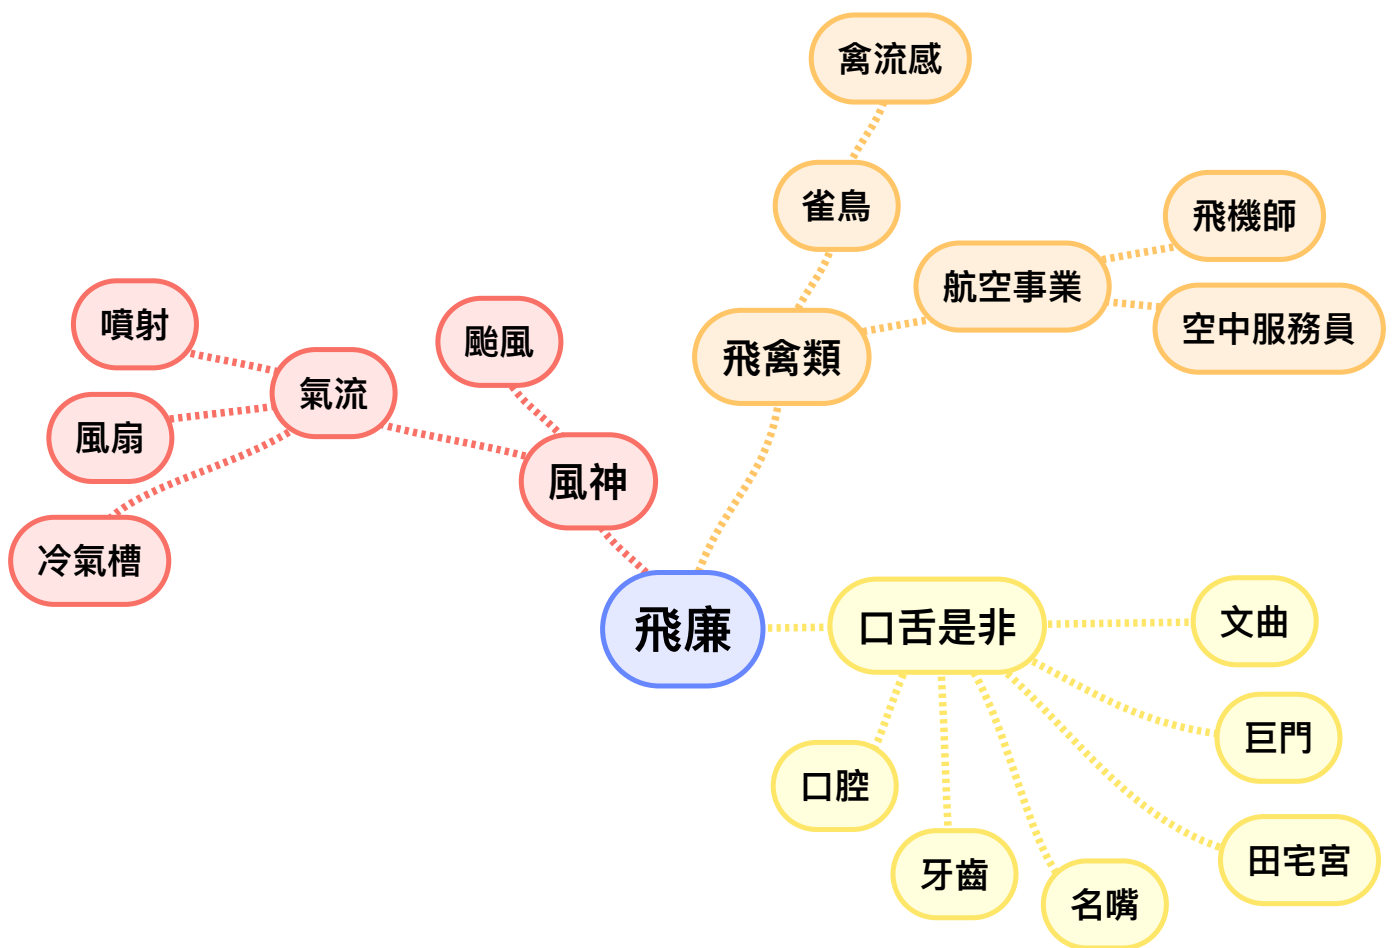 禽流感
雀鳥
飛機師
航空事業
空中服務員
飛禽類
噴射
颱風
氣流
風扇
風神
冷氣槽
飛廉
口舌是非
文曲
巨門
口腔
田宅宮
牙齒
名嘴